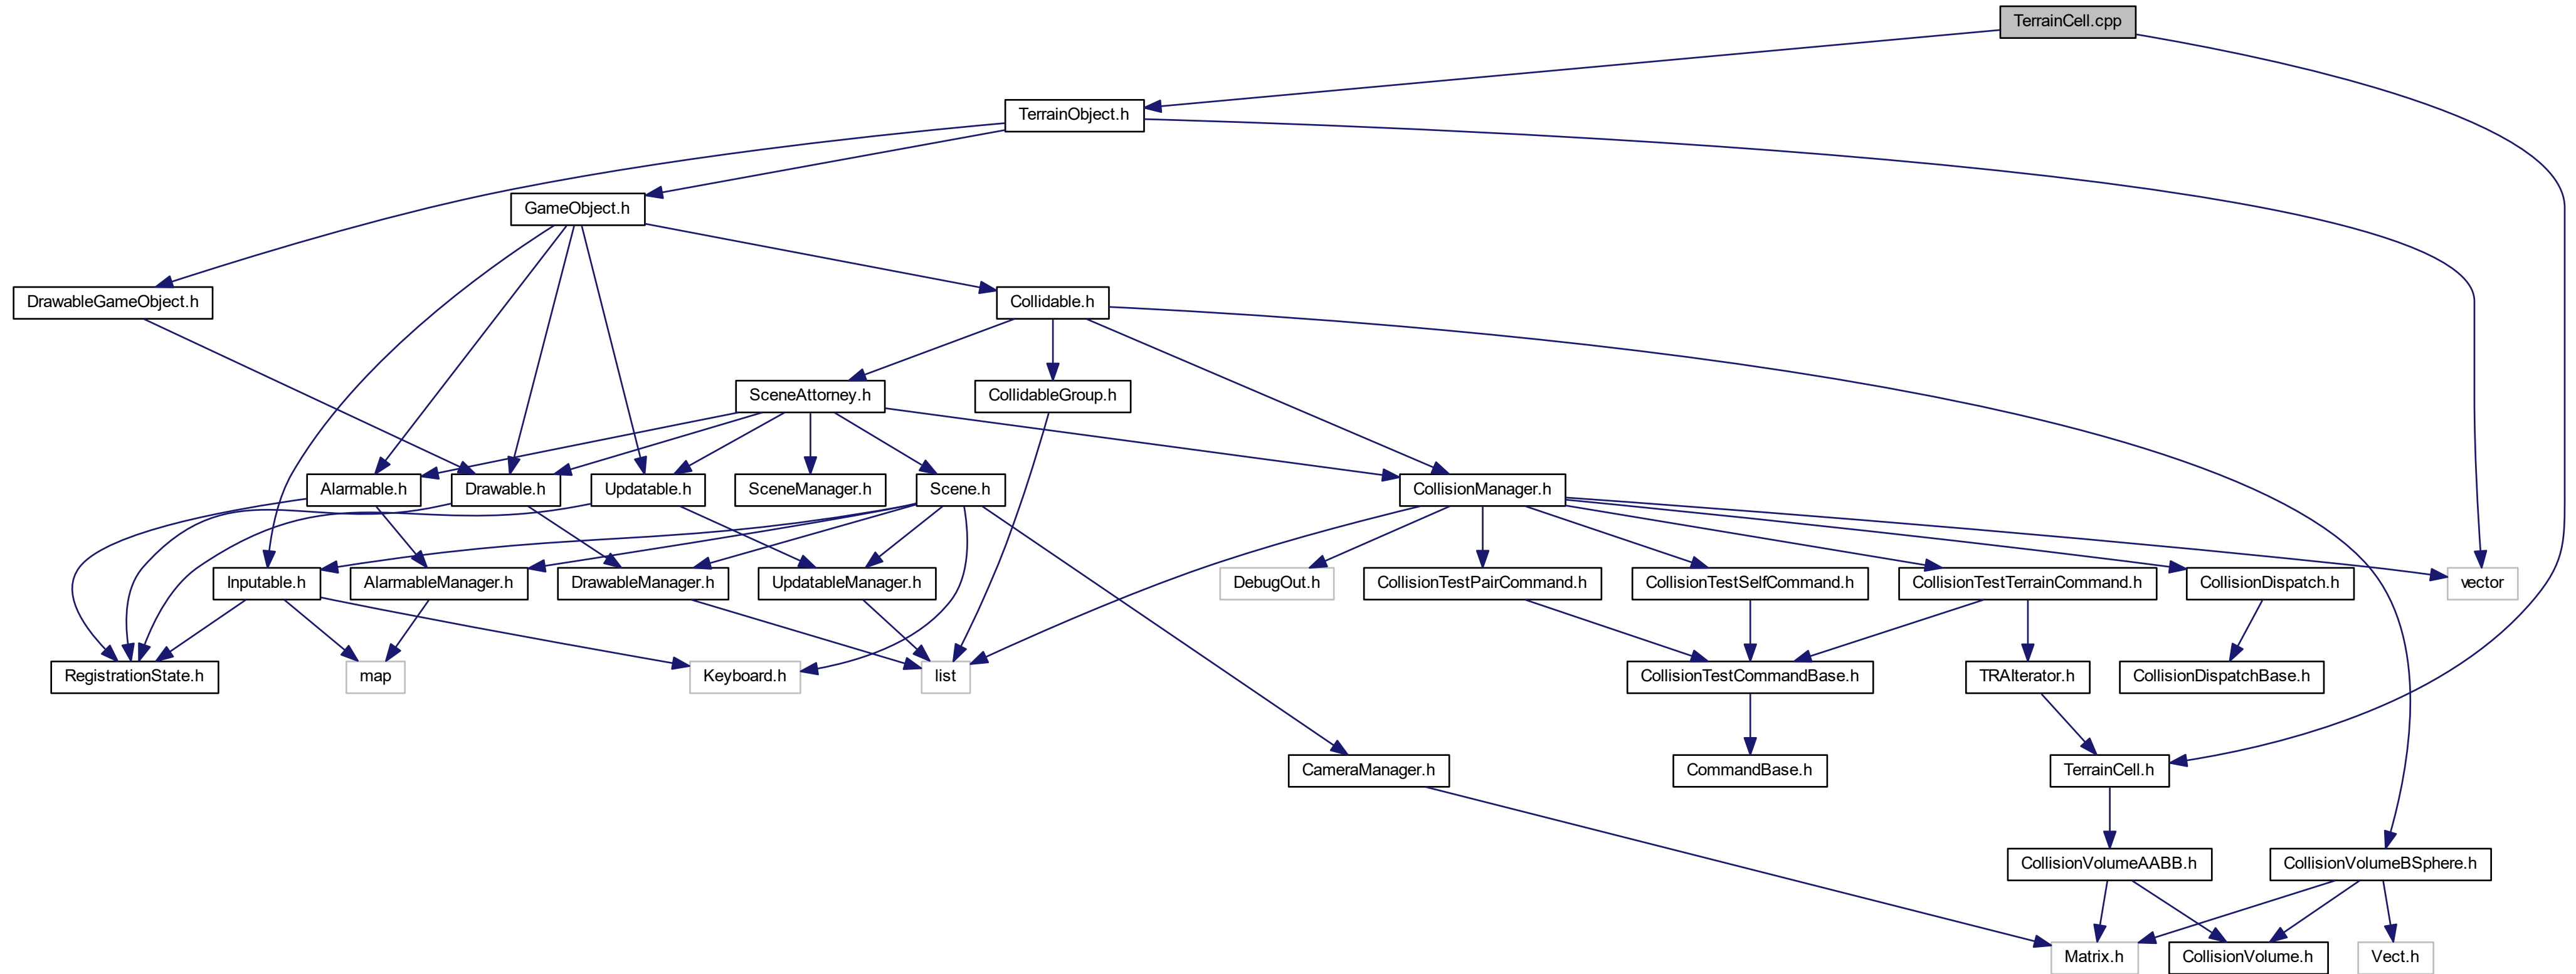 TerrainCell.cpp
TerrainObject.h
GameObject.h
DrawableGameObject.h
Collidable.h
SceneAttorney.h
CollidableGroup.h
Alarmable.h
Drawable.h
Updatable.h
SceneManager.h
Scene.h
CollisionManager.h
Inputable.h
AlarmableManager.h
DrawableManager.h
UpdatableManager.h
DebugOut.h
CollisionTestPairCommand.h
CollisionTestSelfCommand.h
CollisionTestTerrainCommand.h
CollisionDispatch.h
vector
RegistrationState.h
map
Keyboard.h
list
CollisionTestCommandBase.h
TRAIterator.h
CollisionDispatchBase.h
CameraManager.h
CommandBase.h
TerrainCell.h
CollisionVolumeAABB.h
CollisionVolumeBSphere.h
Matrix.h
CollisionVolume.h
Vect.h